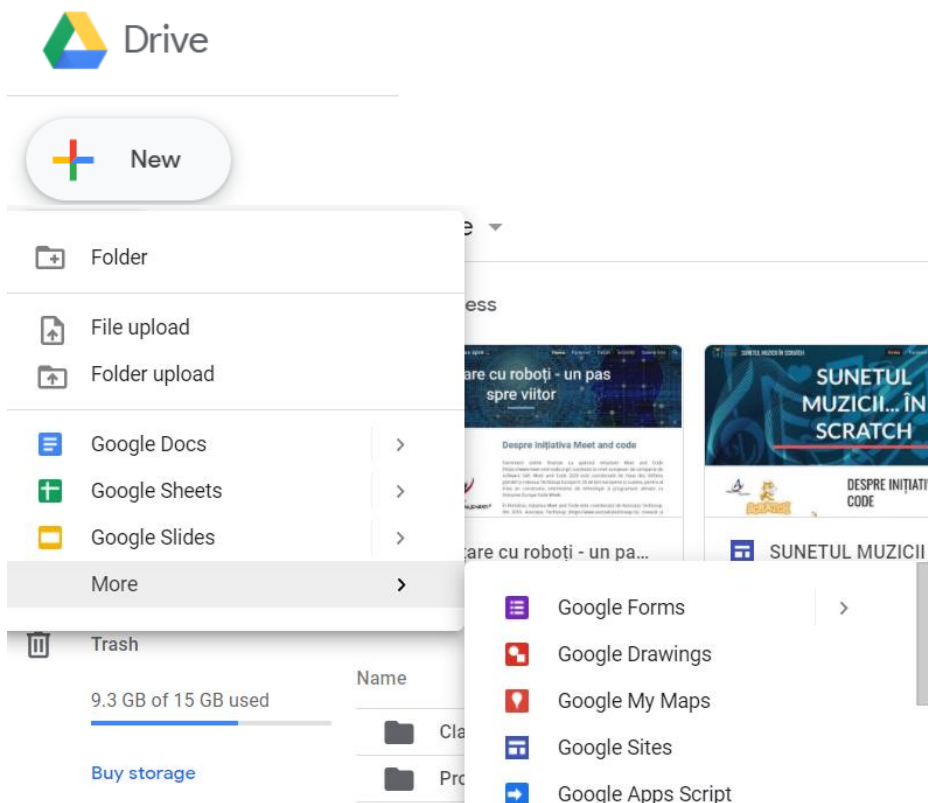 Drive
New
e
Folder
ess
File upload
Folder upload
are cu roboți - un pas
spre viitor
Despre Inițiativa Meet and code
SUNETUL
MUZICII... ÎN
SCRATCH
DESPRE INIȚIATIV
CODE
Google Docs
Google Sheets
Google Slides
More
are cu roboți - un pa...
SUNETUL MUZICII
Google Forms
Google Drawings
Google My Maps
Google Sites
Google Apps Script
Trash
9.3 GB of 15 GB used
Buy storage
Name
Cla
Pro